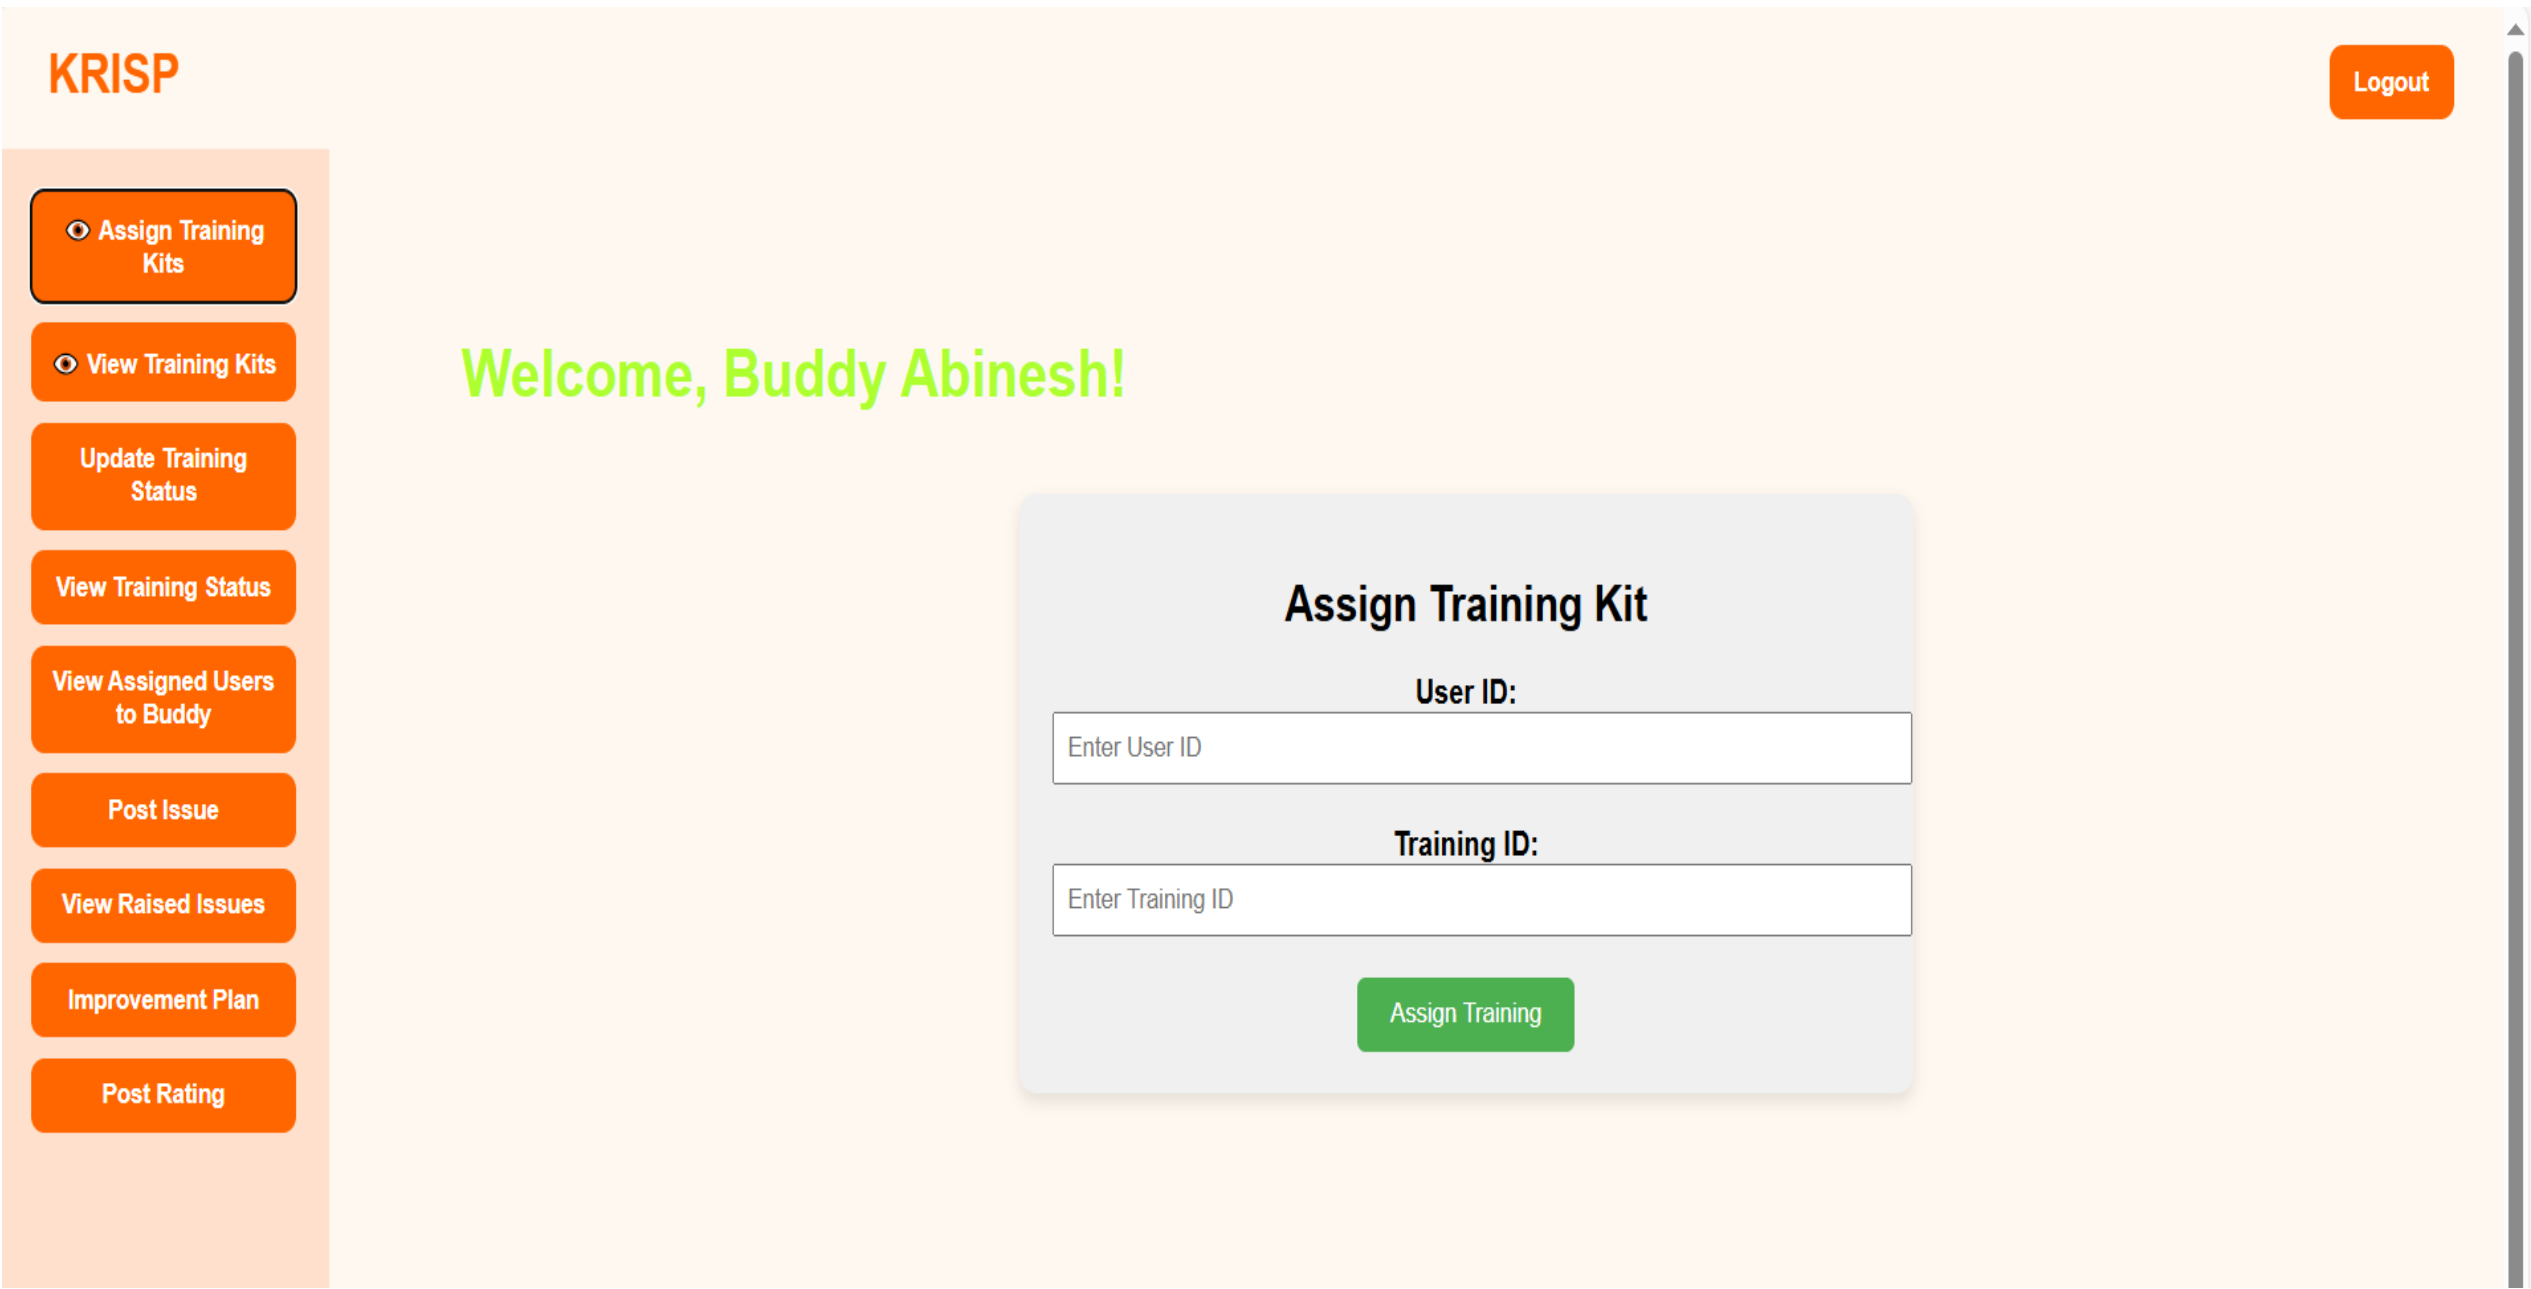 KRISP
Logout
Assign Training
Kits
View Training Kits
Update Training
Status
View Training Status
View Assigned Users
to Buddy
Post Issue
View Raised Issues
Improvement Plan
Post Rating
Welcome, Buddy Abinesh!
Assign Training Kit
User ID:
Enter User ID
Training ID:
Enter Training ID
Assign Training